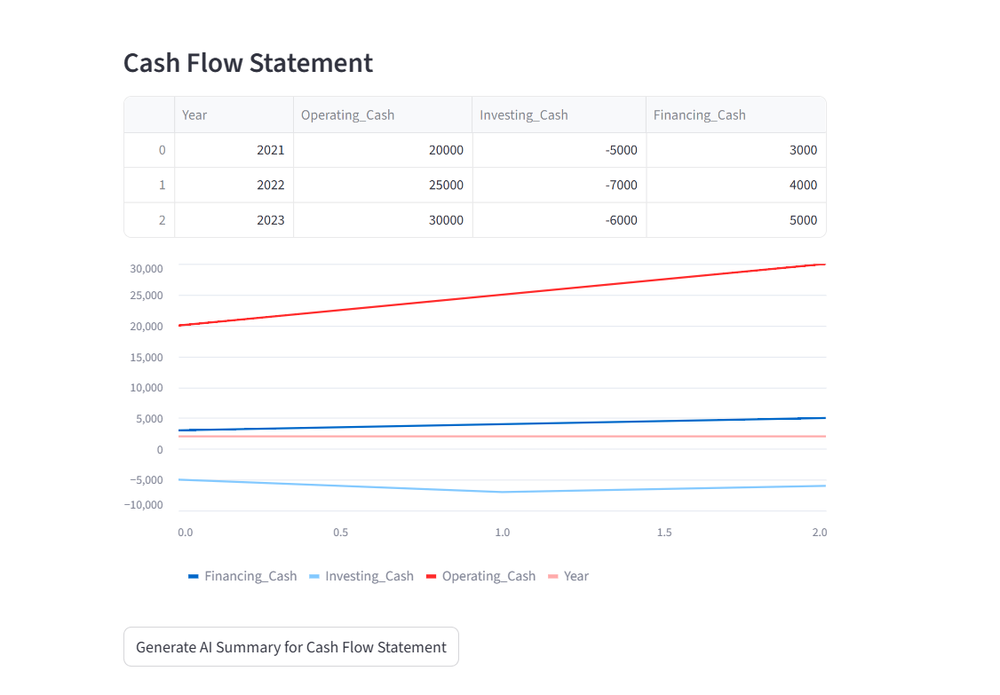 Cash Flow Statement
Year Operating_Cash Investing_Cash Financing_Cash
0 2021 20000 -5000 3000
1 2022 25000 -7000 4000
2 2023 30000 -6000 5000
30,000
25,000
20,000
15,000
10,000
5,000
0
−5,000
−10,000
0.0 0.5 1.0 1.5 2.0
Financing_Cash Investing_Cash Operating_Cash Year
Generate AI Summary for Cash Flow Statement